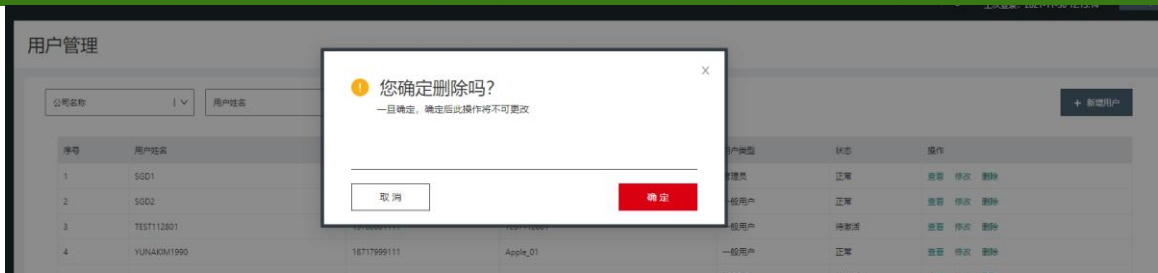 用户管理
您确定删除吗?
一旦确定，确定后此操作将不可更改
取消
确定
公司名称
用户姓名
+ 新增用户
序号 用户姓名 用户类型 状态 操作
1 SGD1 管理员 正常 查看 修改 删除
2 SGD2 一般用户 正常 查看 修改 删除
3 TEST112801 一般用户 待激活 查看 修改 删除
4 YUNAKIM1990 18717999111 Apple_01 一般用户 正常 查看 修改 删除